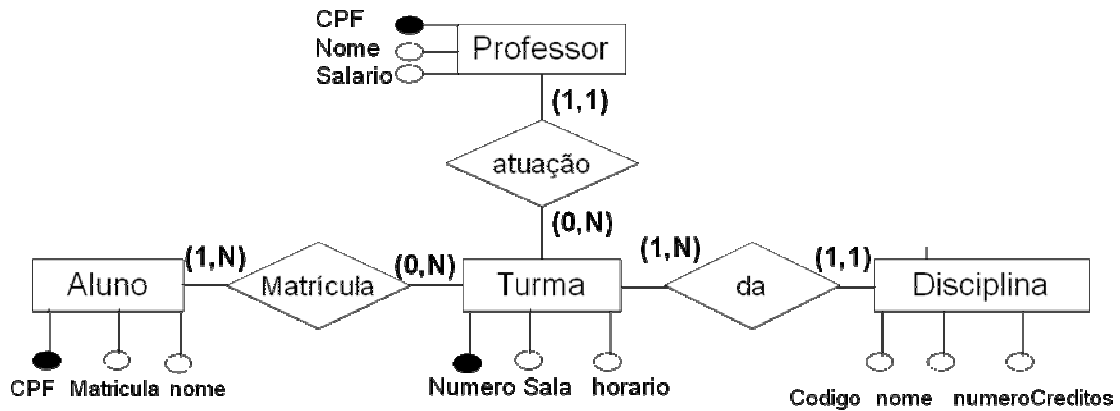 CPF
Nome
Salario
Professor
(1,1)
atuação
(0,N)
Aluno
(1,N)
Matrícula
(0,N)
Turma
(1,N)
da
(1,1)
Disciplina
CPF Matricula nome
Numero Sala horario
Codigo nome numeroCreditos